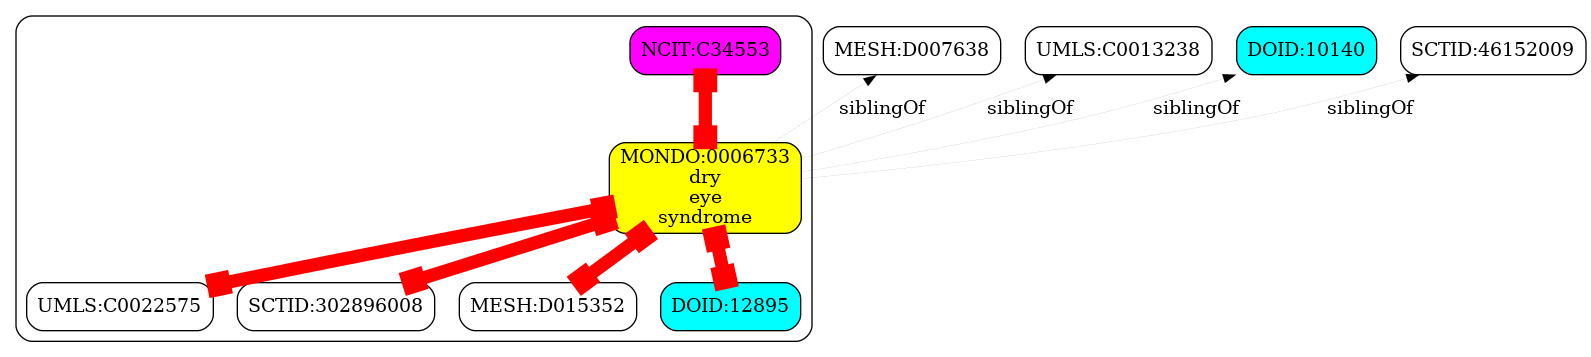 NCIT:C34553
MESH:D007638
UMLS:C0013238
DOID:10140
SCTID:46152009
siblingOf
siblingOf
siblingOf
siblingOf
MONDO:0006733
dry
eye
syndrome
UMLS:C0022575
SCTID:302896008
MESH:D015352
DOID:12895